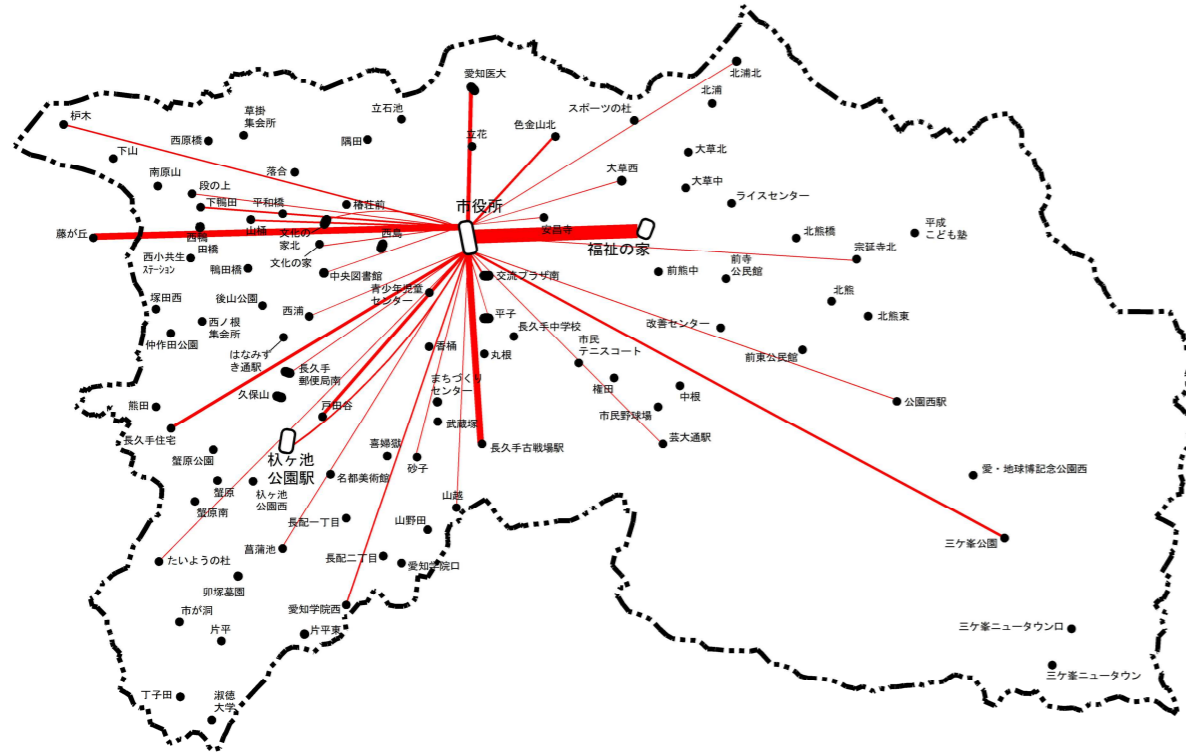 北浦北
愛知医大
北浦
立石池
スポーツの杜
草掛
集会所
色金山北
枦木
西原橋
隅田
立花
大草北
下山
大草西
落合
南原山
大草中
段の上
ライスセンター
下鴨田
平和橋
椿荘前
市役所
平成
こども塾
藤が丘
西鴨
田橋
山桶
文化の
家北
西島
安昌寺
福祉の家
北熊橋
宗延寺北
西小共生
ステーション
鴨田橋
文化の家
中央図書館
交流プラザ南
前熊中
前寺
公民館
青少年児童
センター
塚田西
後山公園
西浦
北熊
西ノ根
集会所
平子
北熊東
長久手中学校
改善センター
仲作田公園
はなみず
き通駅
香桶
丸根
市民
テニスコート
前東公民館
長久手
郵便局南
まちづくり
センター
権田
中根
久保山
公園西駅
熊田
戸田谷
市民野球場
武蔵塚
長久手住宅
喜婦嶽
長久手古戦場駅
芸大通駅
蟹原公園
杁ヶ池
公園駅
砂子
名都美術館
愛・地球博記念公園西
蟹原
杁ヶ池
公園西
山越
蟹原南
長配一丁目
山野田
三ケ峯公園
菖蒲池
長配二丁目
たいようの杜
愛知学院口
卯塚墓園
愛知学院西
市が洞
三ケ峯ニュータウン口
片平
片平東
三ケ峯ニュータウン
丁子田
淑徳
大学